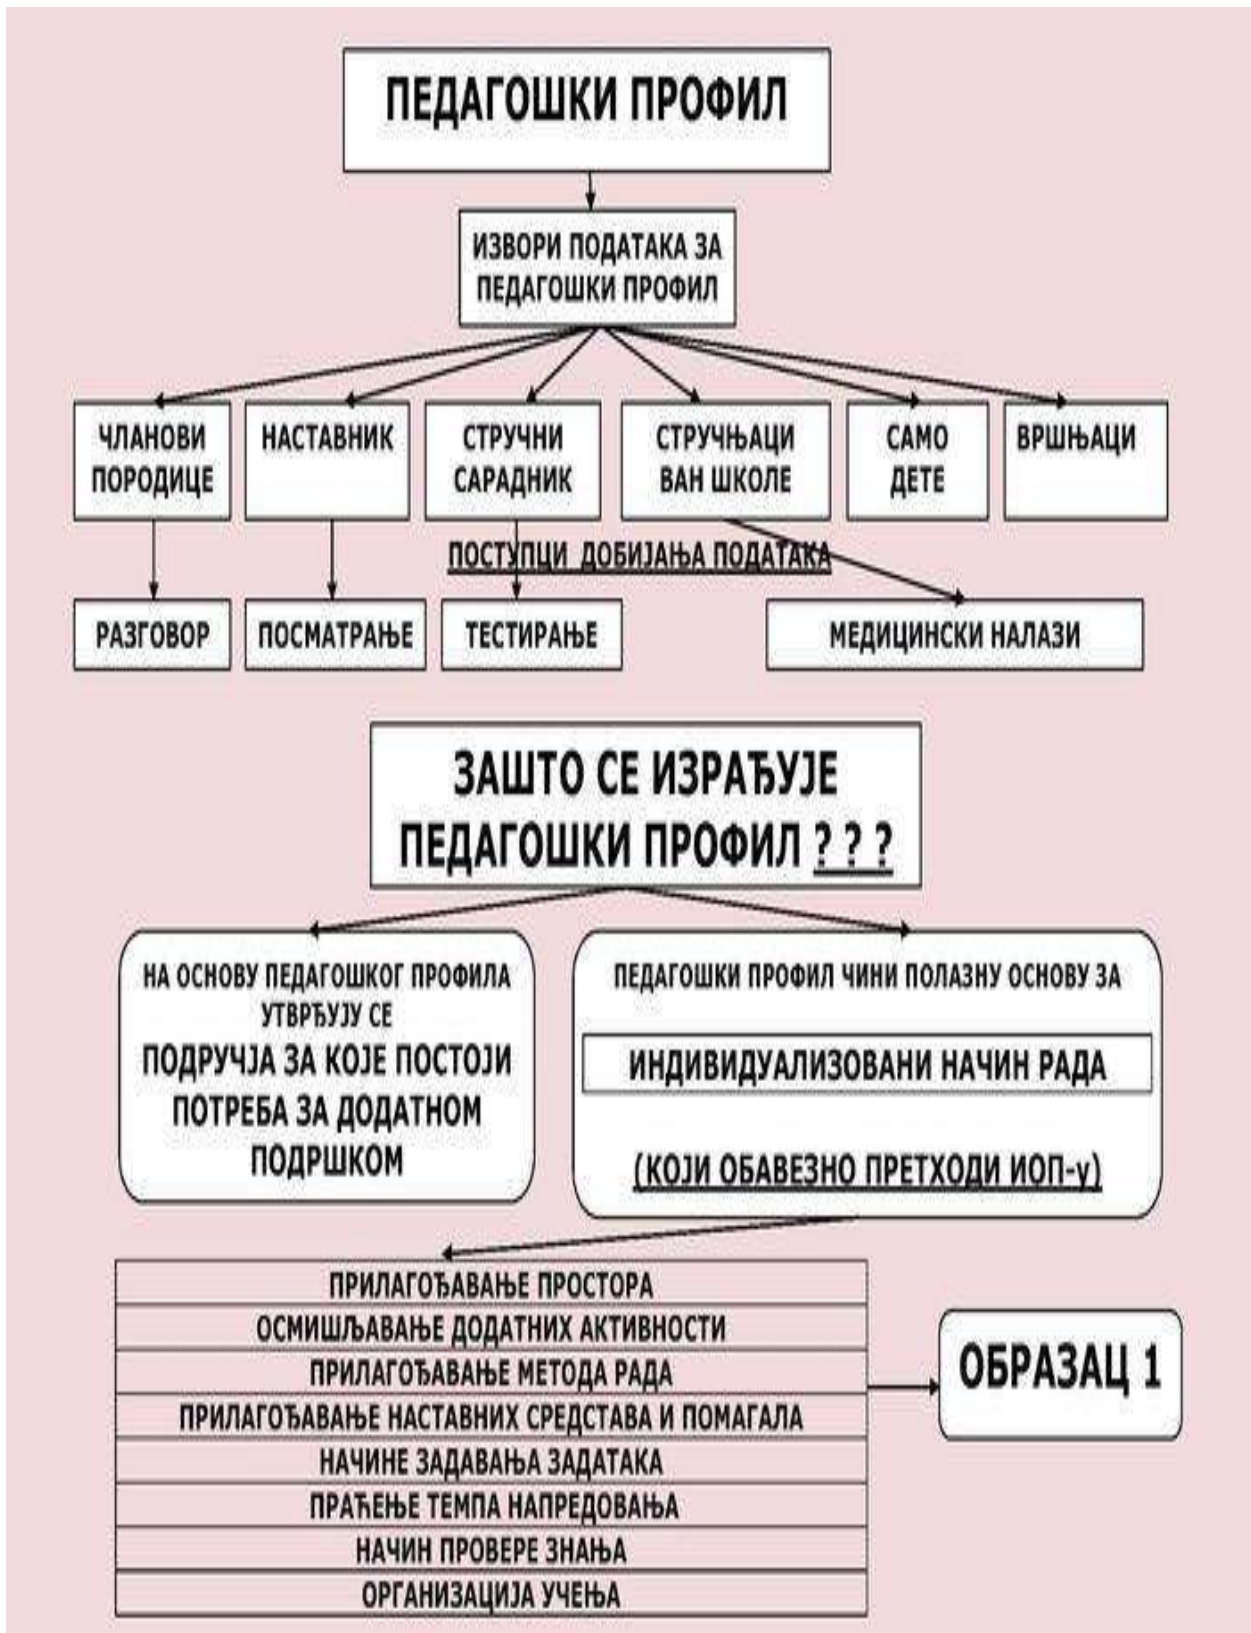 ПЕДАГОШКИ ПРОФИЛ
ИЗВОРИ ПОДАТАКА ЗА
ПЕДАГОШКИ ПРОФИЛ
ЧЛАНОВИ
ПОРОДИЦЕ
НАСТАВНИК
СТРУЧНИ
САРАДНИК
СТРУЧЊАЦИ
ВАН ШКОЛЕ
САМО
ДЕТЕ
ВРШЊАЦИ
ПОСТУПЦИ ДОБИЈАЊА ПОДАТАКА
РАЗГОВОР
ПОСМАТРАЊЕ
ТЕСТИРАЊЕ
МЕДИЦИНСКИ НАЛАЗИ
ЗАШТО СЕ ИЗРАЂУЈЕ
ПЕДАГОШКИ ПРОФИЛ ? ? ?
НА ОСНОВУ ПЕДАГОШКОГ ПРОФИЛА
УТВРЂУЈУ СЕ
ПОДРУЧЈА ЗА КОЈЕ ПОСТОЈИ
ПОТРЕБА ЗА ДОДАТНОМ
ПОДРШКОМ
ПЕДАГОШКИ ПРОФИЛ ЧИНИ ПОЛАЗНУ ОСНОВУ ЗА
ИНДИВИДУАЛИЗОВАНИ НАЧИН РАДА
(КОЈИ ОБАВЕЗНО ПРЕТХОДИ ИОП-у)
ПРИЛАГОЂАВАЊЕ ПРОСТОРА
ОСМИШЉАВАЊЕ ДОДАТНИХ АКТИВНОСТИ
ПРИЛАГОЂАВАЊЕ МЕТОДА РАДА
ПРИЛАГОЂАВАЊЕ НАСТАВНИХ СРЕДСТАВА И ПОМАГАЛА
НАЧИНЕ ЗАДАВАЊА ЗАДАТАКА
ПРАЋЕЊЕ ТЕМПА НАПРЕДОВАЊА
НАЧИН ПРОВЕРЕ ЗНАЊА
ОРГАНИЗАЦИЈА УЧЕЊА
ОБРАЗАЦ 1